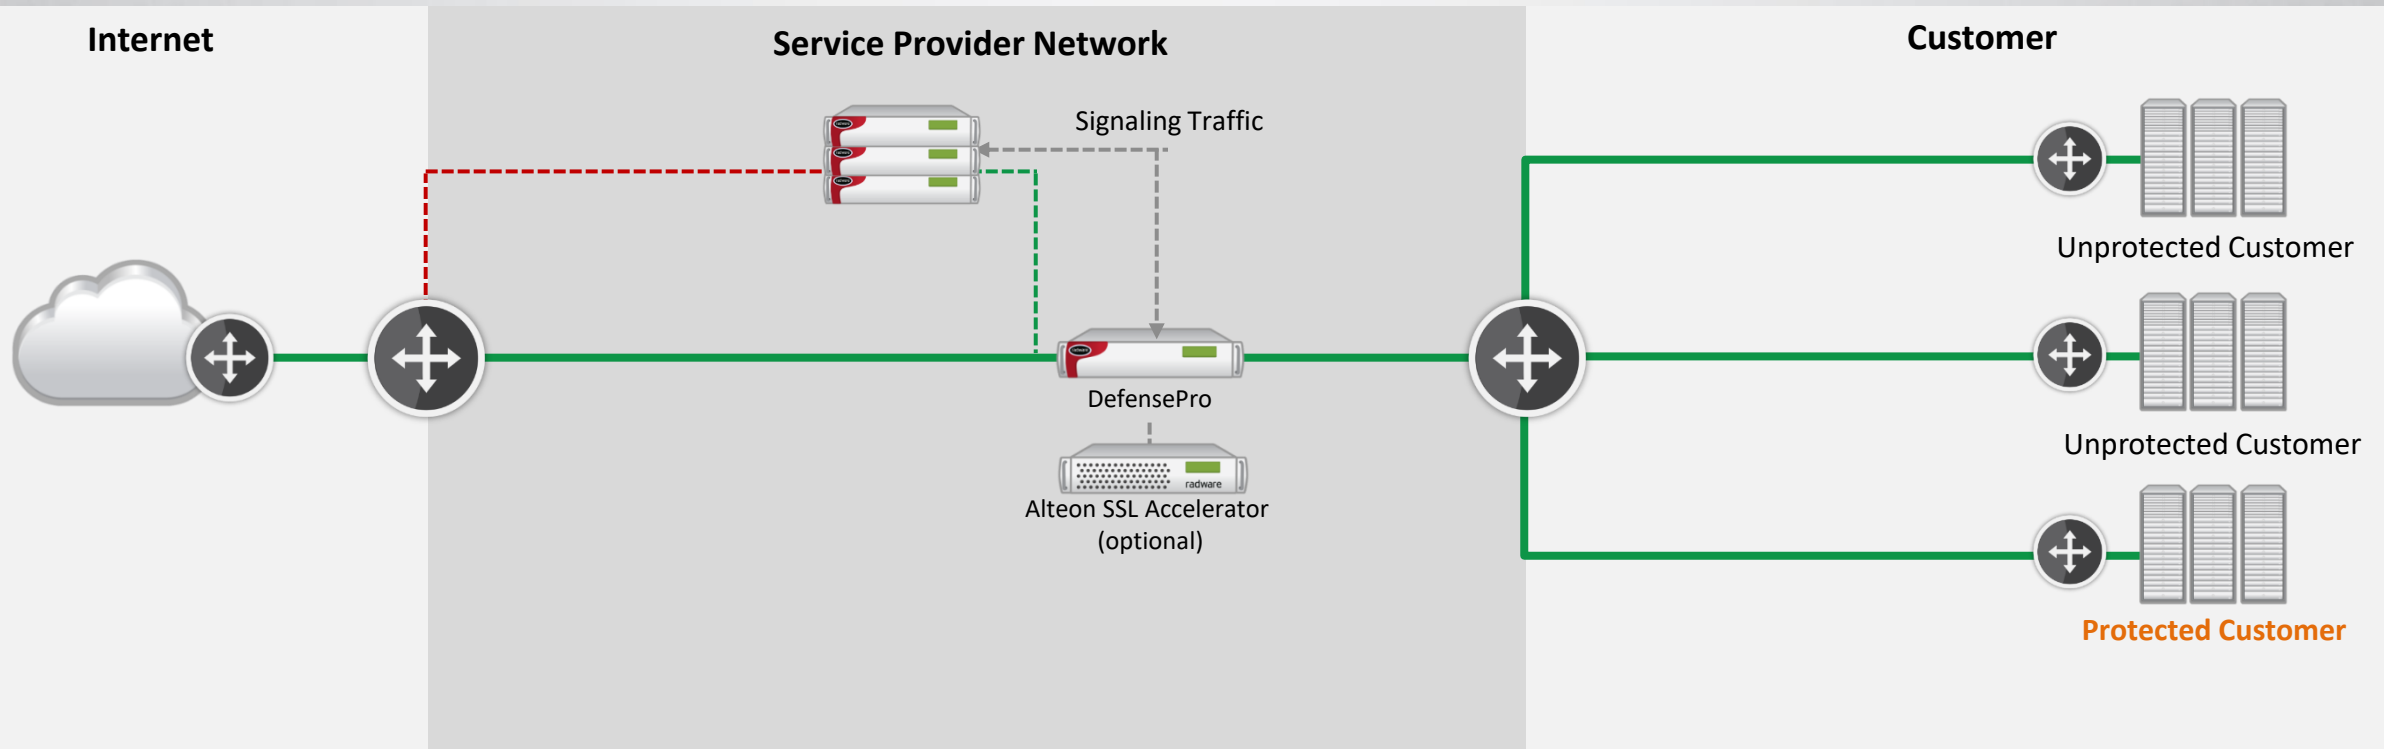 Internet
Service Provider Network
Customer
Signaling Traffic
Unprotected Customer
DefensePro
Unprotected Customer
radware
Alteon SSL Accelerator
(optional)
Protected Customer